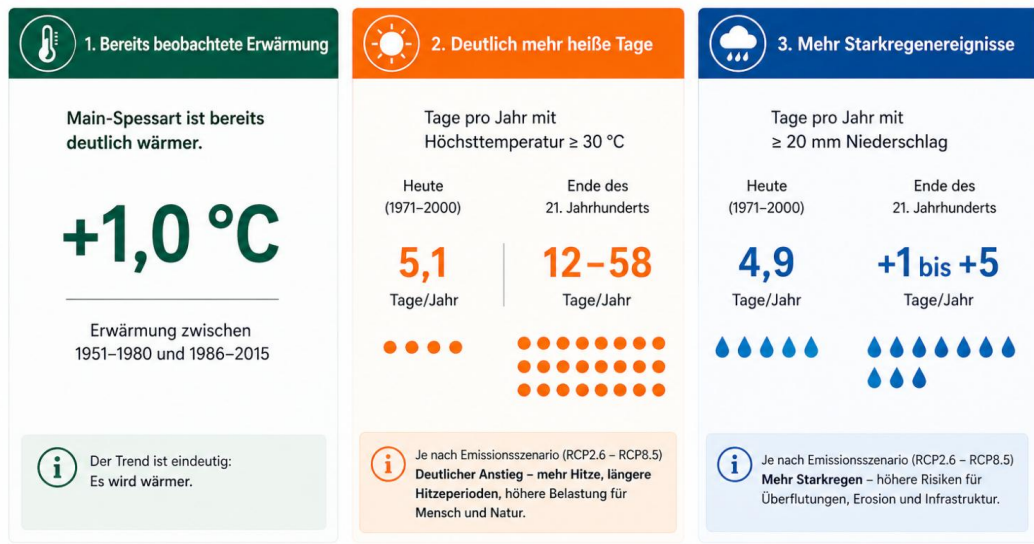 1. Bereits beobachtete Erwärmung
Main-Spessart ist bereits
deutlich wärmer.
+1,0 °C
Erwärmung zwischen
1951–1980 und 1986–2015
Der Trend ist eindeutig:
Es wird wärmer.
2. Deutlich mehr heiße Tage
Tage pro Jahr mit
Höchsttemperatur ≥ 30 °C
Heute
(1971–2000)
5,1
Tage/Jahr
Ende des
21. Jahrhunderts
12–58
Tage/Jahr
Je nach Emissionsszenario (RCP2.6 – RCP8.5)
Deutlicher Anstieg – mehr Hitze, längere
Hitzeperioden, höhere Belastung für
Mensch und Natur.
3. Mehr Starkregenereignisse
Tage pro Jahr mit
≥ 20 mm Niederschlag
Heute
(1971–2000)
4,9
Tage/Jahr
Ende des
21. Jahrhunderts
+1 bis +5
Tage/Jahr
Je nach Emissionsszenario (RCP2.6 – RCP8.5)
Mehr Starkregen – höhere Risiken für
Überflutungen, Erosion und Infrastruktur.